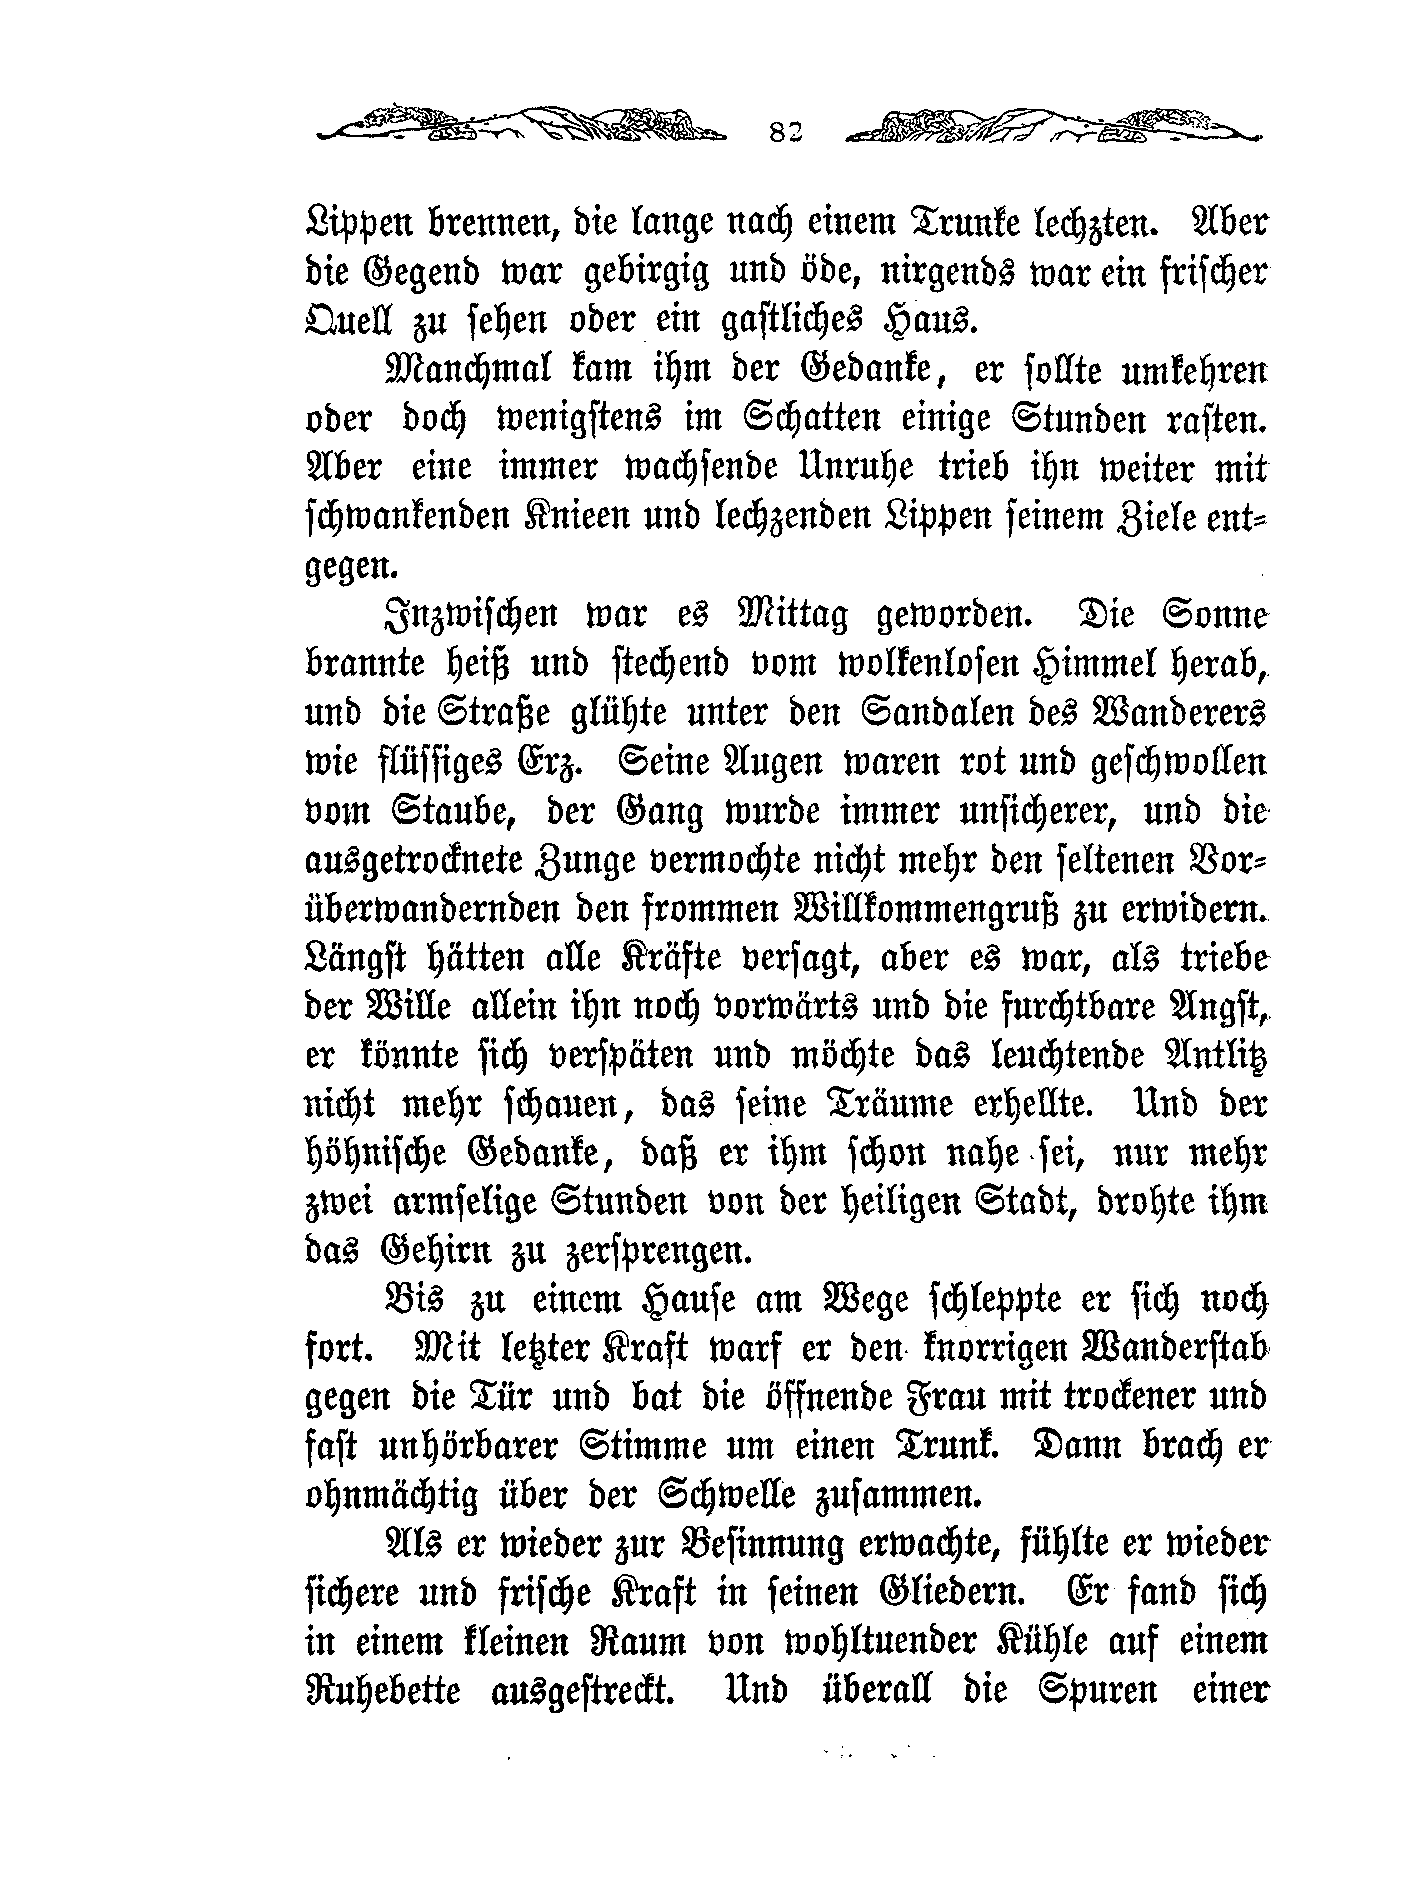 82
Lippen brennen, die lange nach einem Trunke lechzten. Aber
die Gegend war gebirgig und öde, nirgends war ein frischer
Quell zu sehen oder ein gastliches Haus.
Manchmal kam ihm der Gedanke, er sollte umkehren
oder doch wenigstens im Schatten einige Stunden rasten.
Aber eine immer wachsende Unruhe trieb ihn weiter mit
schwankenden Knieen und lechzenden Lippen seinem Ziele ent-
gegen.
Inzwischen war es Mittag geworden. Die Sonne
brannte heiß und stechend vom wolkenlosen Himmel herab,
und die Straße glühte unter den Sandalen des Wanderers
wie flüssiges Erz. Seine Augen waren rot und geschwollen
vom Staube, der Gang wurde immer unsicherer, und die
ausgetrocknete Zunge vermochte nicht mehr den seltenen Vor-
überwandernden den frommen Willkommengruß zu erwidern.
Längst hätten alle Kräfte versagt, aber es war, als triebe
der Wille allein ihn noch vorwärts und die furchtbare Angst,
er könnte sich verspäten und möchte das leuchtende Antlitz
nicht mehr schauen, das seine Träume erhellte. Und der
höhnische Gedanke, daß er ihm schon nahe sei, nur mehr
zwei armselige Stunden von der heiligen Stadt, drohte ihm
das Gehirn zu zersprengen.
Bis zu einem Hause am Wege schleppte er sich noch
fort. Mit letzter Kraft warf er den knorrigen Wanderstab
gegen die Tür und bat die öffnende Frau mit trockener und
fast unhörbarer Stimme um einen Trunk. Dann brach er
ohnmächtig über der Schwelle zusammen.
Als er wieder zur Besinnung erwachte, fühlte er wieder
sichere und frische Kraft in seinen Gliedern. Er fand sich
in einem kleinen Raum von wohltuender Kühle auf einem
Ruhebette ausgestreckt. Und überall die Spuren einer